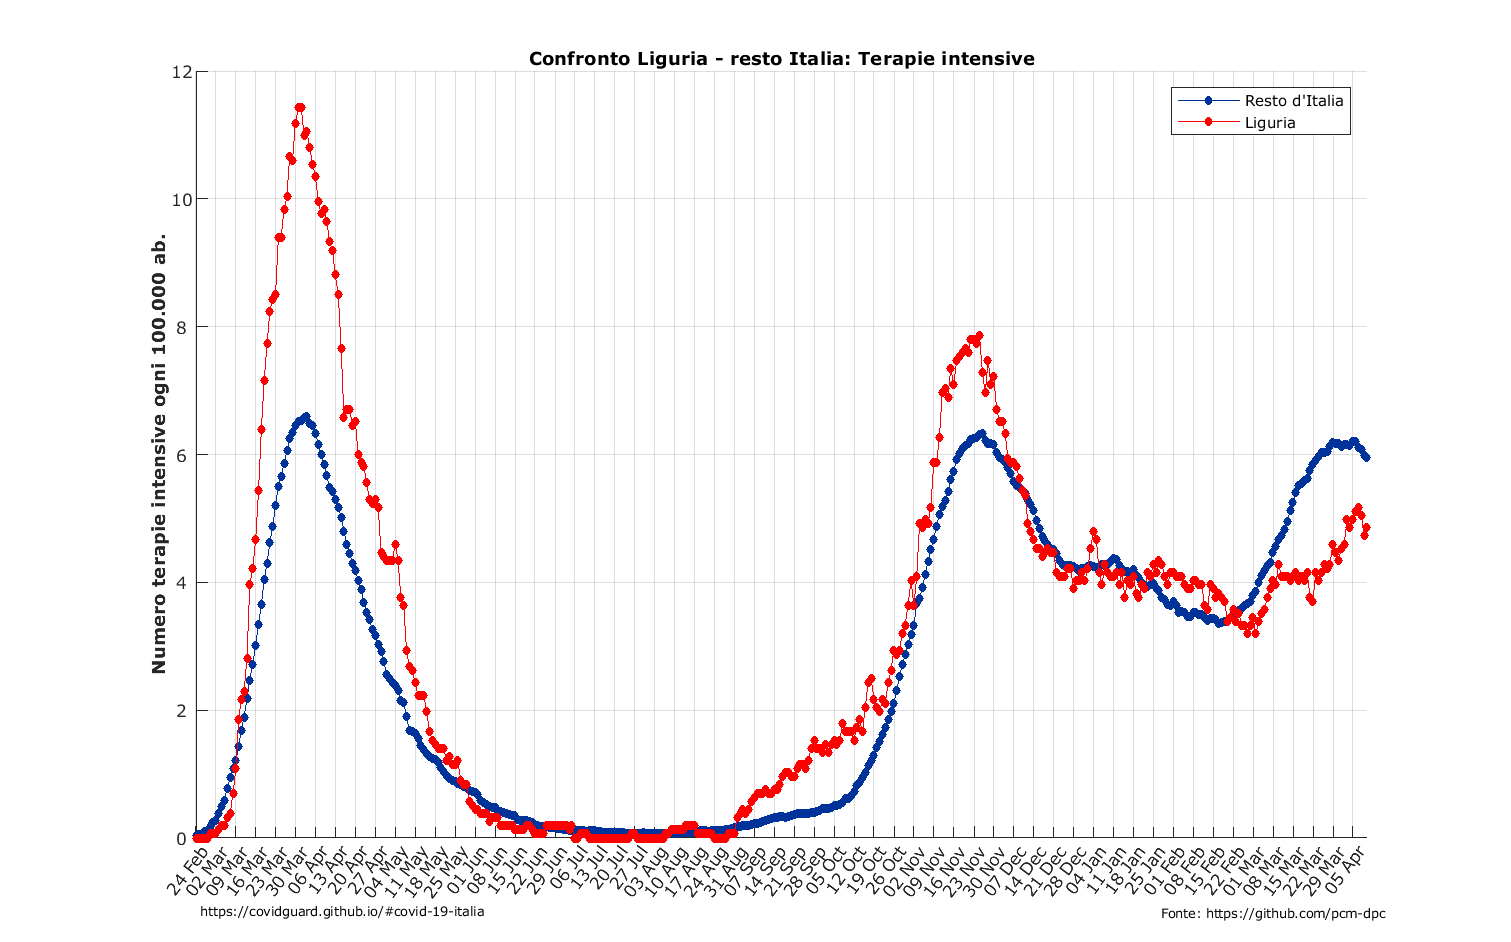 Confronto Liguria - resto Italia: Terapie intensive
Numero terapie intensive ogni 100.000 ab.
12
10
8
6
4
2
0
Resto d'Italia
Liguria
24 Feb
02 Mar
09 Mar
16 Mar
23 Mar
30 Mar
06 Apr
13 Apr
20 Apr
27 Apr
04 May
11 May
18 May
25 May
01 Jun
08 Jun
15 Jun
22 Jun
29 Jun
06 Jul
13 Jul
20 Jul
27 Jul
03 Aug
10 Aug
17 Aug
24 Aug
31 Aug
07 Sep
14 Sep
21 Sep
28 Sep
05 Oct
12 Oct
19 Oct
26 Oct
02 Nov
09 Nov
16 Nov
23 Nov
30 Nov
07 Dec
14 Dec
21 Dec
28 Dec
04 Jan
11 Jan
18 Jan
25 Jan
01 Feb
08 Feb
15 Feb
22 Feb
01 Mar
08 Mar
15 Mar
22 Mar
29 Mar
05 Apr
https://covidguard.github.io/#covid-19-italia
Fonte: https://github.com/pcm-dpc